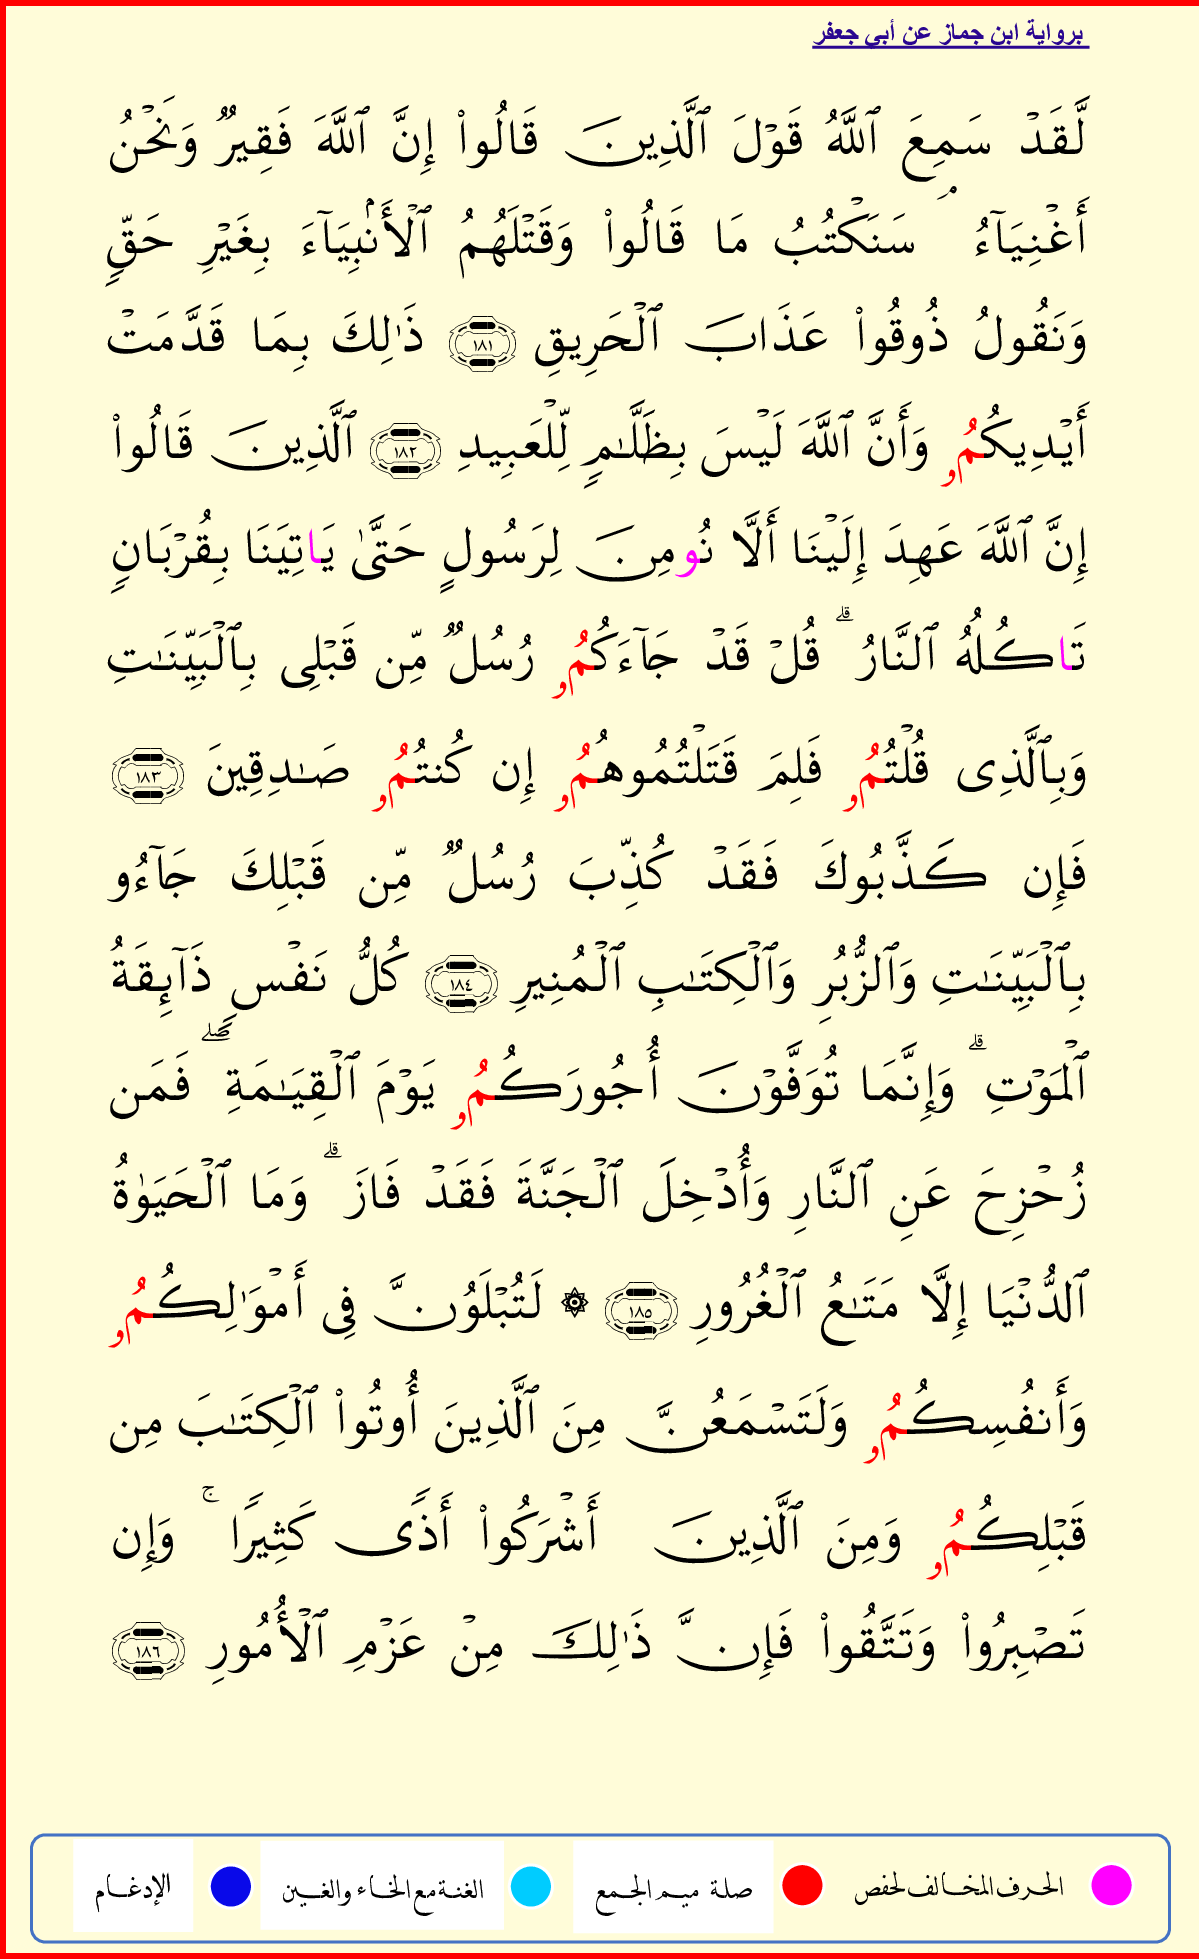 برواية ابن جماز عن أبي جعفر
لَّقَدْ سَمِعَ ٱللَّهُ قَوْلَ ٱلَّذِينَ قَالُوا۟ إِنَّ ٱللَّهَ فَقِيرٌ وَنَحْنُ
أَغْنِيَآءُ ۘ سَنَكْتُبُ مَا قَالُوا۟ وَقَتْلَهُمُ ٱلْأَنۢبِيَآءَ بِغَيْرِ حَقٍّ
وَنَقُولُ ذُوقُوا۟ عَذَابَ ٱلْحَرِيقِ ١٨١ ذَٰلِكَ بِمَا قَدَّمَتْ
أَيْدِيكُمُۥ وَأَنَّ ٱللَّهَ لَيْسَ بِظَلَّـٰمٍ لِّلْعَبِيدِ ١٨٢ ٱلَّذِينَ قَالُوا۟
إِنَّ ٱللَّهَ عَهِدَ إِلَيْنَا أَلَّا نُومِنَ لِرَسُولٍ حَتَّىٰ يَاتِيَنَا بِقُرْبَانٍ
تَاكُلُهُ ٱلنَّارُ ۗ قُلْ قَدْ جَآءَكُمُۥ رُسُلٌ مِّن قَبْلِى بِٱلْبَيِّنَـٰتِ
وَبِٱلَّذِى قُلْتُمُۥ فَلِمَ قَتَلْتُمُوهُمُۥ إِن كُنتُمُۥ صَـٰدِقِينَ ١٨٣
فَإِن كَذَّبُوكَ فَقَدْ كُذِّبَ رُسُلٌ مِّن قَبْلِكَ جَآءُو
بِٱلْبَيِّنَـٰتِ وَٱلزُّبُرِ وَٱلْكِتَـٰبِ ٱلْمُنِيرِ ١٨٤ كُلُّ نَفْسٍ ذَآئِقَةُ
ٱلْمَوْتِ ۗ وَإِنَّمَا تُوَفَّوْنَ أُجُورَكُمُۥ يَوْمَ ٱلْقِيَـٰمَةِ ۖ فَمَن
زُحْزِحَ عَنِ ٱلنَّارِ وَأُدْخِلَ ٱلْجَنَّةَ فَقَدْ فَازَ ۗ وَمَا ٱلْحَيَوٰةُ
ٱلدُّنْيَا إِلَّا مَتَـٰعُ ٱلْغُرُورِ ١٨٥ ۞ لَتُبْلَوُنَّ فِى أَمْوَٰلِكُمُۥ
وَأَنفُسِكُمُۥ وَلَتَسْمَعُنَّ مِنَ ٱلَّذِينَ أُوتُوا۟ ٱلْكِتَـٰبَ مِن
قَبْلِكُمُۥ وَمِنَ ٱلَّذِينَ أَشْرَكُوا۟ أَذًى كَثِيرًا ۚ وَإِن
تَصْبِرُوا۟ وَتَتَّقُوا۟ فَإِنَّ ذَٰلِكَ مِنْ عَزْمِ ٱلْأُمُورِ ١٨٦
الحرف المخالف لحفص صلة ميم الجمع الغنة مع الخاء والغين الإدغام